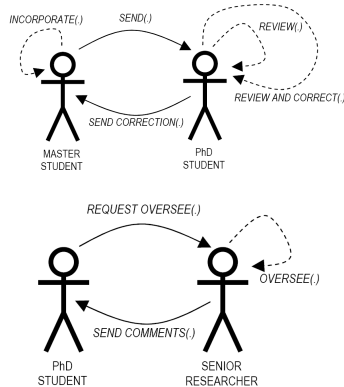 INCORPORATE(.)
SEND(.)
REVIEW(.)
REVIEW AND CORRECT(.)
SEND CORRECTION(.)
MASTER
STUDENT
PhD
STUDENT
REQUEST OVERSEE(.)
OVERSEE(.)
SEND COMMENTS(.)
PhD
STUDENT
SENIOR
RESEARCHER